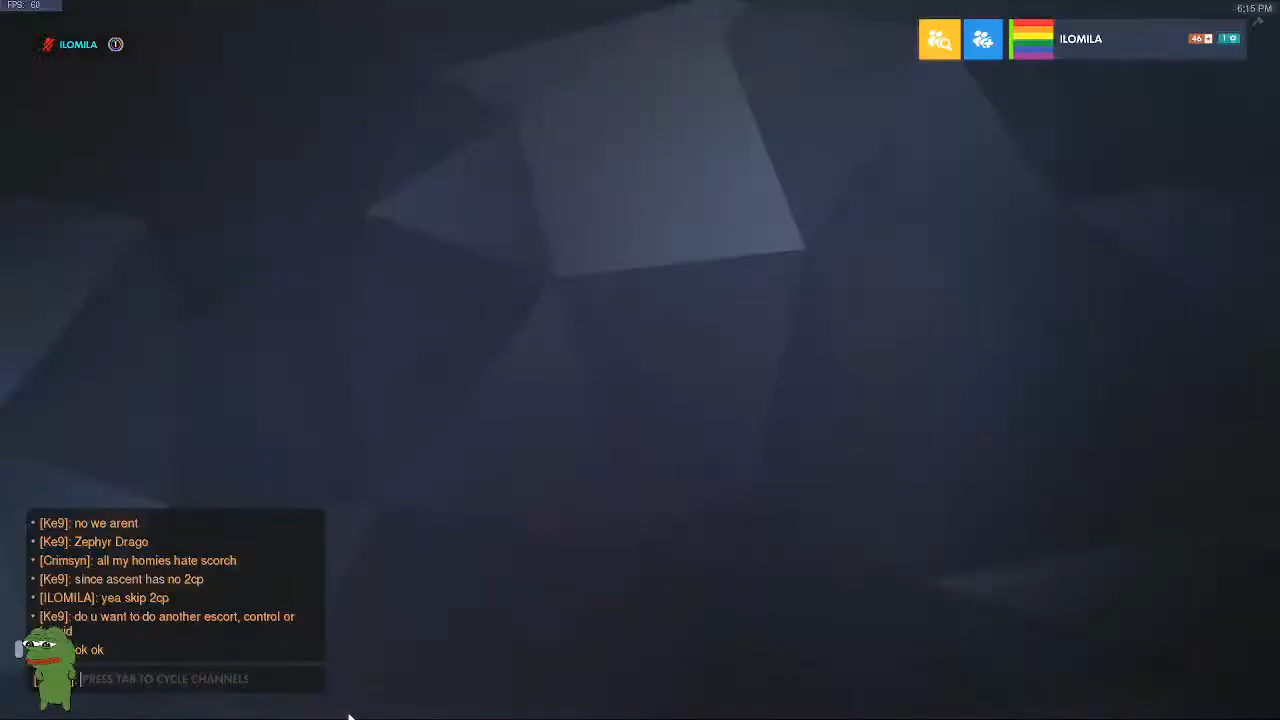 FPS: 60
6:15 PM
ILOMILA
ILOMILA
46
1
• [Ke9]: no we arent
• [Ke9]: Zephyr Drago
• [Crimsyn]: all my homies hate scorch
• [Ke9]: since ascent has no 2cp
• [ILOMILA]: yea skip 2cp
• [Ke9]: do u want to do another escort, control or
ok ok
PRESS TAB TO CYCLE CHANNELS